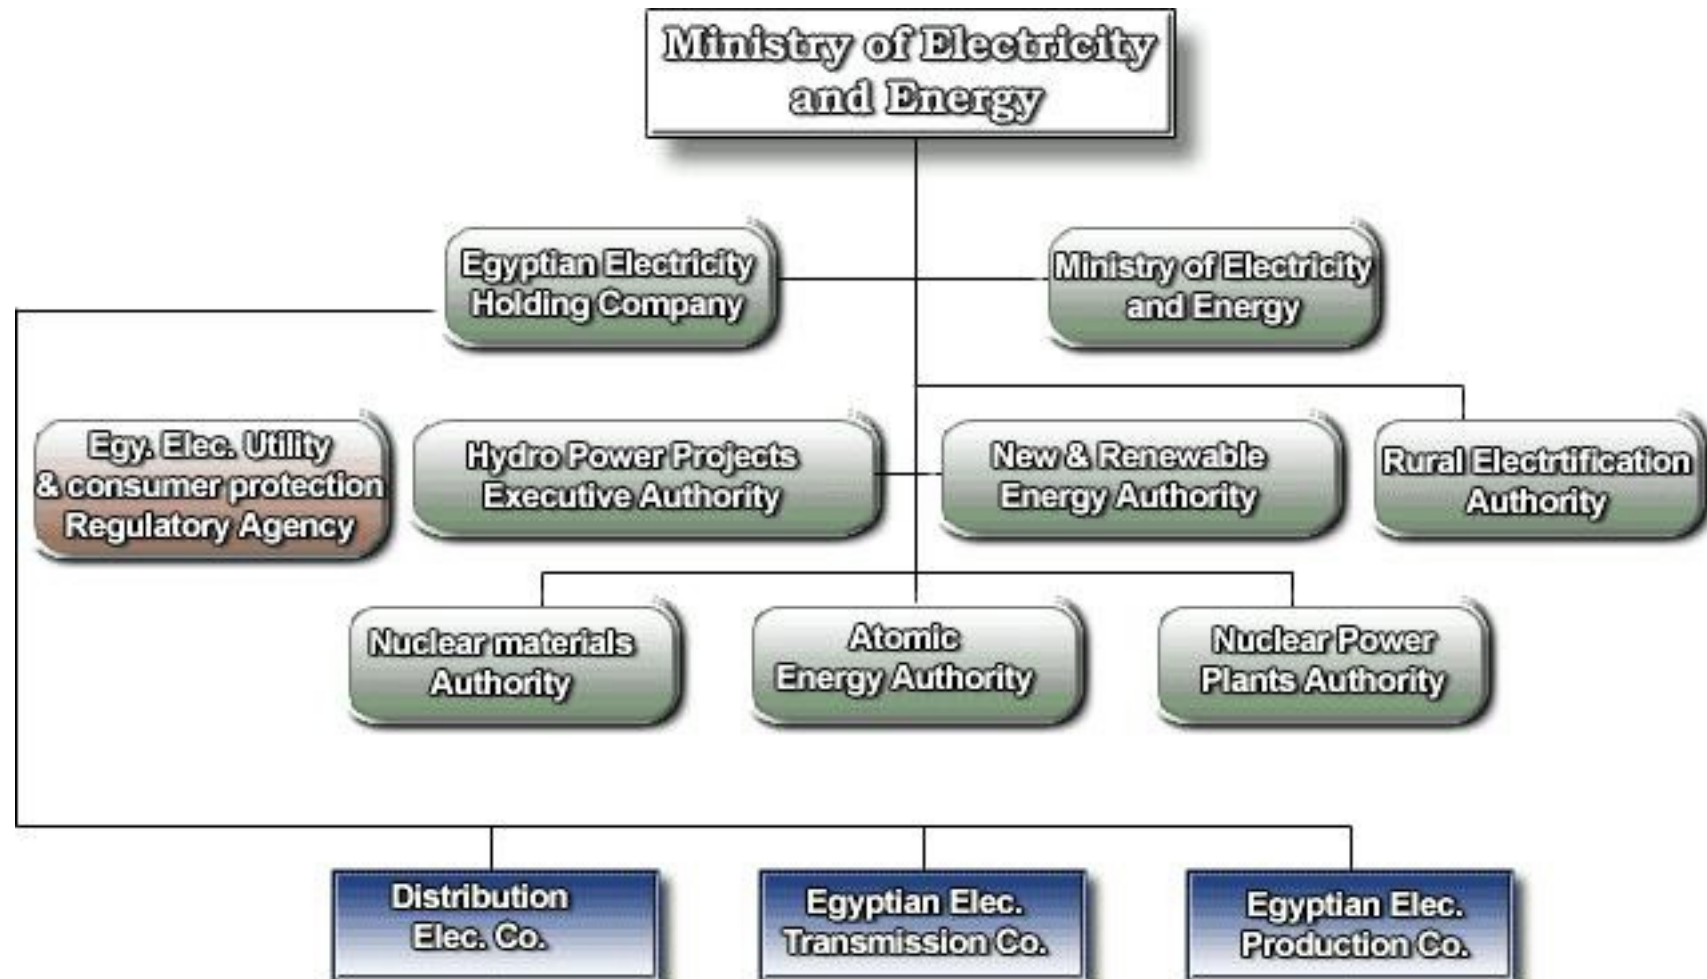 Ministry of Electricity
and Energy
Egyptian Electricity
Holding Company
Ministry of Electricity
and Energy
Egy. Elec. Utility
& consumer protection
Regulatory Agency
Hydro Power Projects
Executive Authority
New & Renewable
Energy Authority
Rural Electrtification
Authority
Nuclear materials
Authority
Atomic
Energy Authority
Nuclear Power
Plants Authority
Distribution
Elec. Co.
Egyptian Elec.
Transmission Co.
Egyptian Elec.
Production Co.